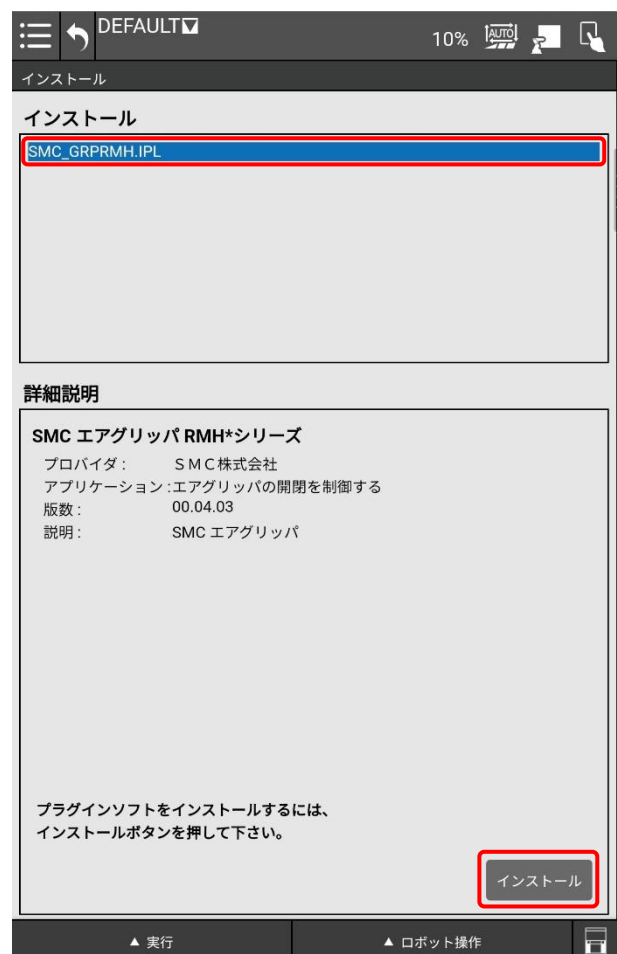 DEFAULT
10%
AUTO
インストール
インストール
SMC_GRPRMH.IPL
詳細説明
SMC エアグリッパ RMH*シリーズ
プロバイダ : ＳＭＣ株式会社
アプリケーション :エアグリッパの開閉を制御する
版数 : 00.04.03
説明 : SMC エアグリッパ
プラグインソフトをインストールするには、
インストールボタンを押して下さい。
インストール
▲ 実行
▲ ロボット操作